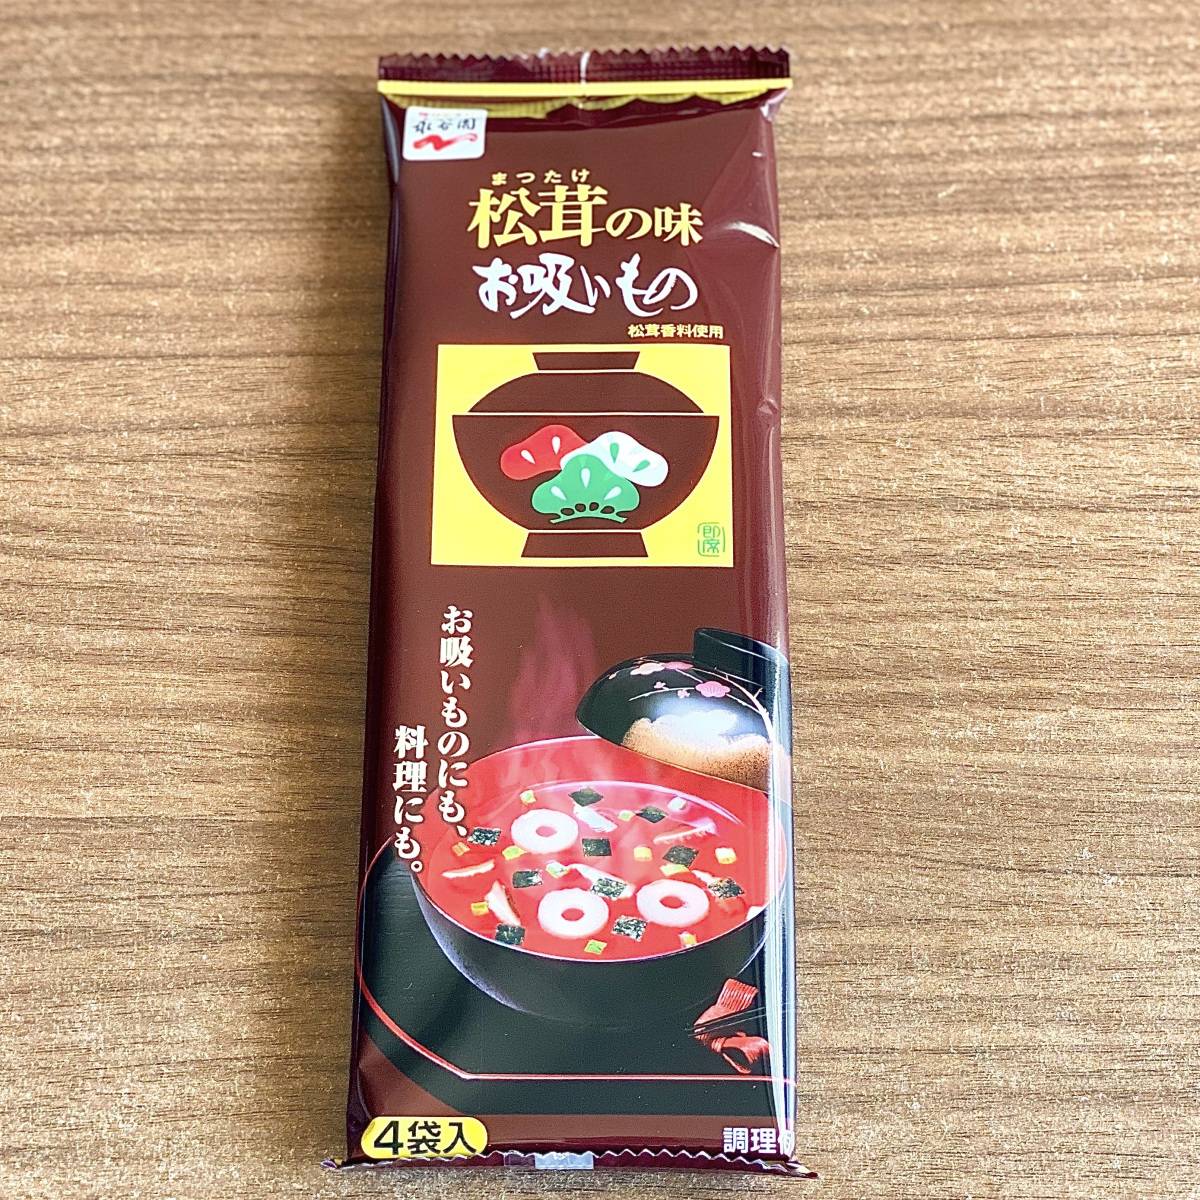 永谷園
まつたけ
松茸の味
お吸いもの
松茸香料使用
即席
お吸いものにも、
料理にも。
4袋入
調理